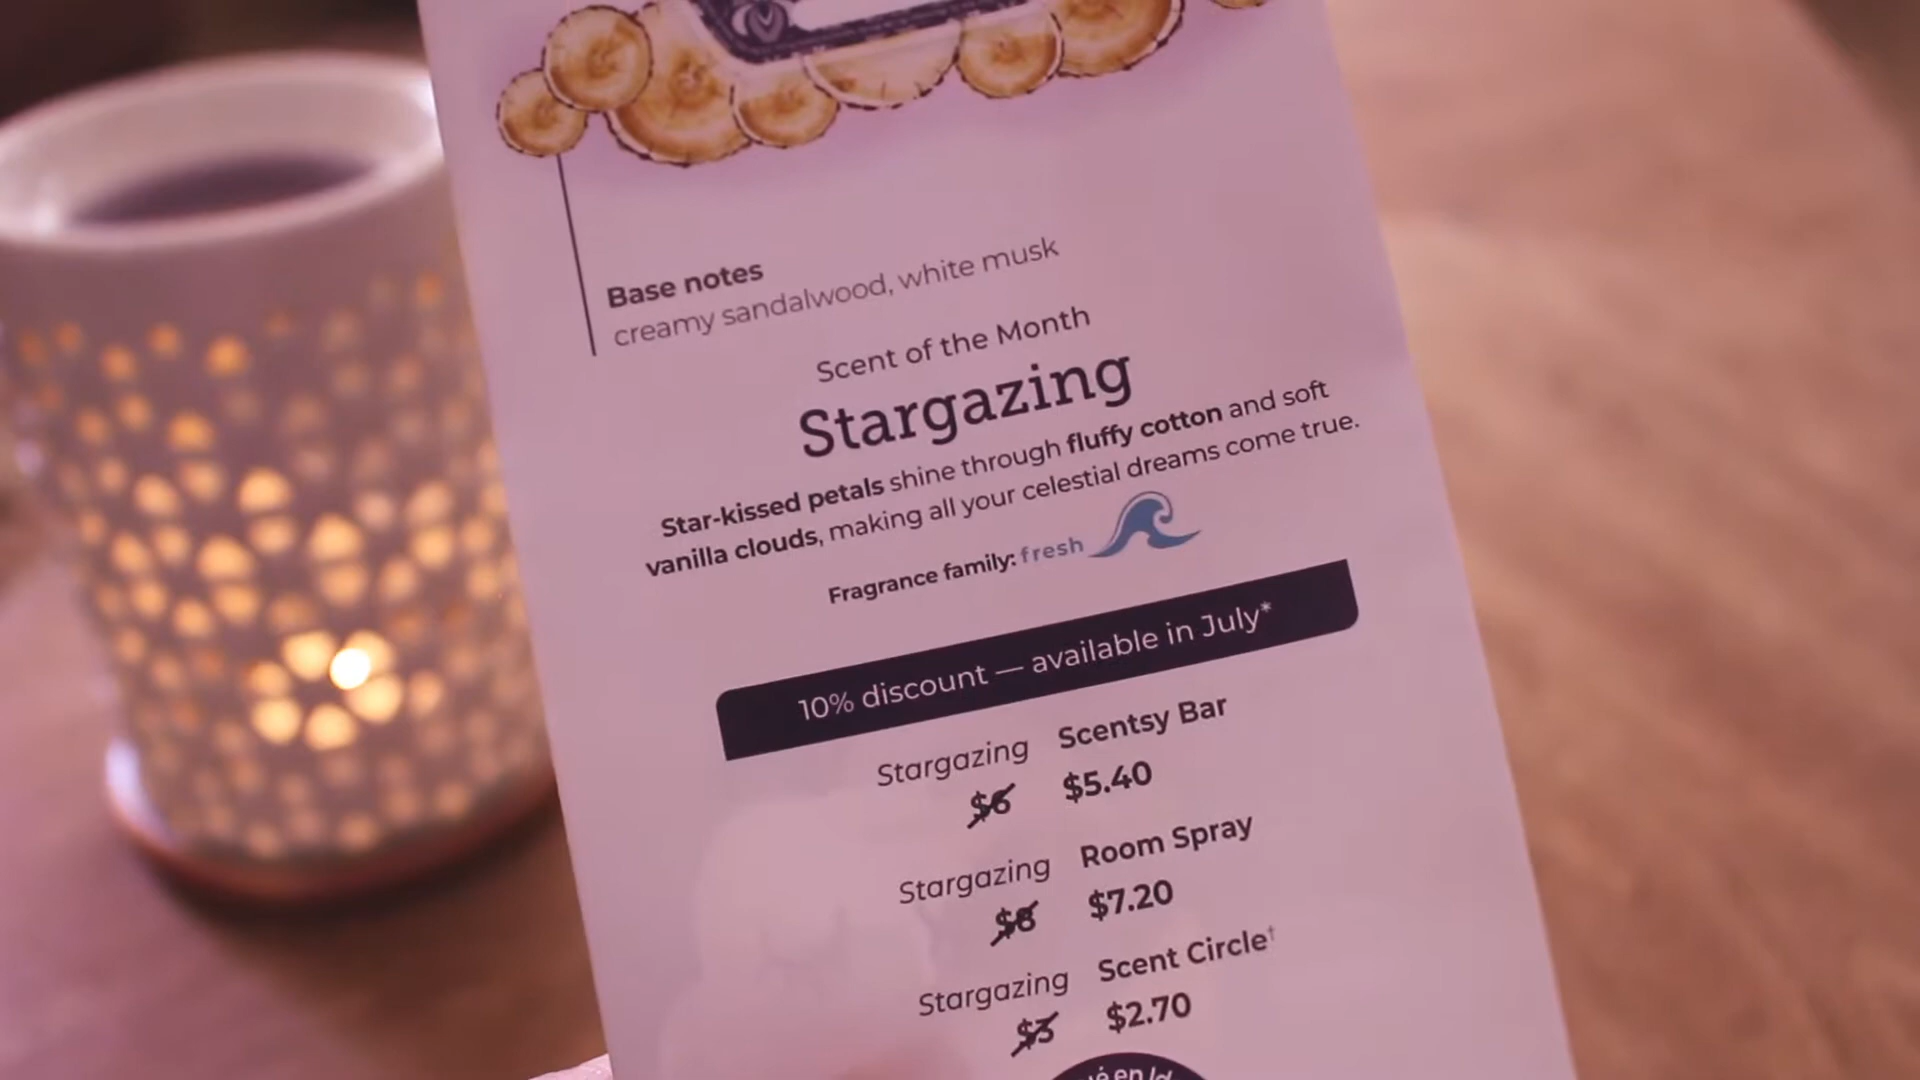 Base notes
creamy sandalwood, white musk
Scent of the Month
Stargazing
Star-kissed petals shine through fluffy cotton and soft
vanilla clouds, making all your celestial dreams come true.
Fragrance family: fresh
10% discount — available in July*
Stargazing Scentsy Bar
$6 $5.40
Stargazing Room Spray
$8 $7.20
Stargazing Scent Circle†
$3 $2.70